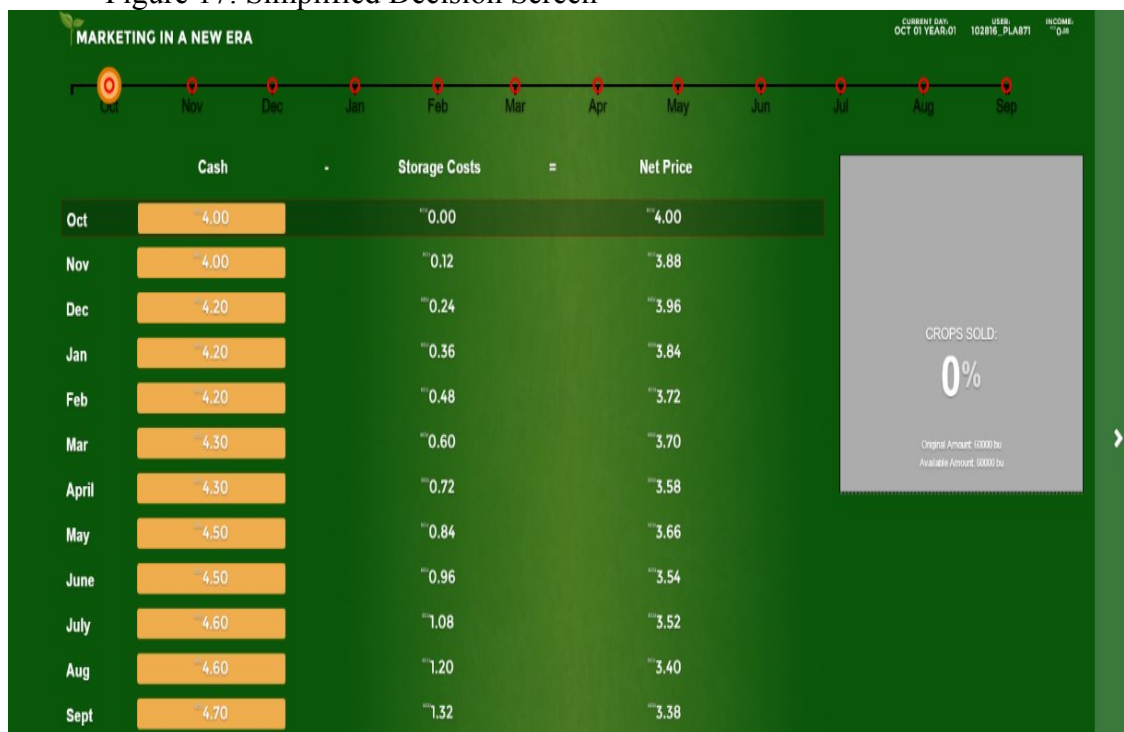 Figure 17. Simplified Decision Screen
MARKETING IN A NEW ERA
CURRENT DAY: USER: INCOME:
OCT 01 YEAR:01 102816_PLA871 0.00
Oct Nov Dec Jan Feb Mar Apr May Jun Jul Aug Sep
Cash - Storage Costs = Net Price
Oct 4.00 0.00 4.00
Nov 4.00 0.12 3.88
Dec 4.20 0.24 3.96
Jan 4.20 0.36 3.84
Feb 4.20 0.48 3.72
Mar 4.30 0.60 3.70
April 4.30 0.72 3.58
May 4.50 0.84 3.66
June 4.50 0.96 3.54
July 4.60 1.08 3.52
Aug 4.60 1.20 3.40
Sept 4.70 1.32 3.38
CROPS SOLD:
0%
Original Amount: 60000 bu
Available Amount: 60000 bu